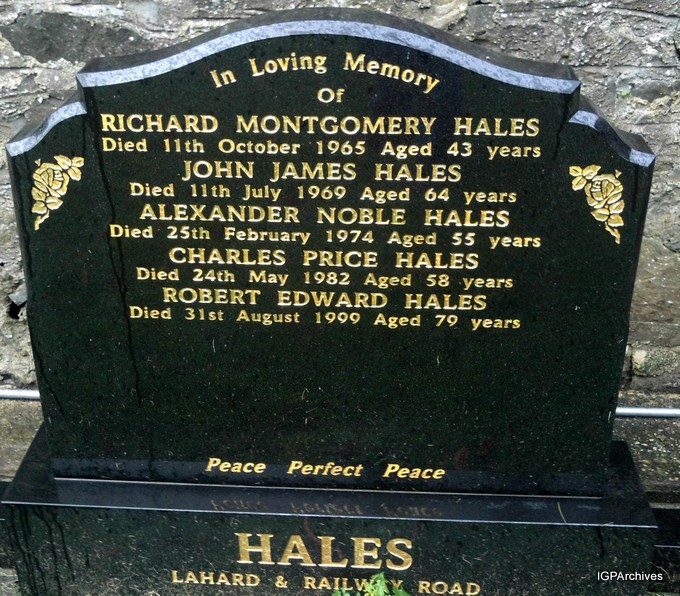 In Loving Memory
Of
RICHARD MONTGOMERY HALES
Died 11th October 1965 Aged 43 years
JOHN JAMES HALES
Died 11th July 1969 Aged 64 years
ALEXANDER NOBLE HALES
Died 25th February 1974 Aged 55 years
CHARLES PRICE HALES
Died 24th May 1982 Aged 58 years
ROBERT EDWARD HALES
Died 31st August 1999 Aged 79 years
Peace Perfect Peace
HALES
LAHARD & RAILWAY ROAD
IGPArchives